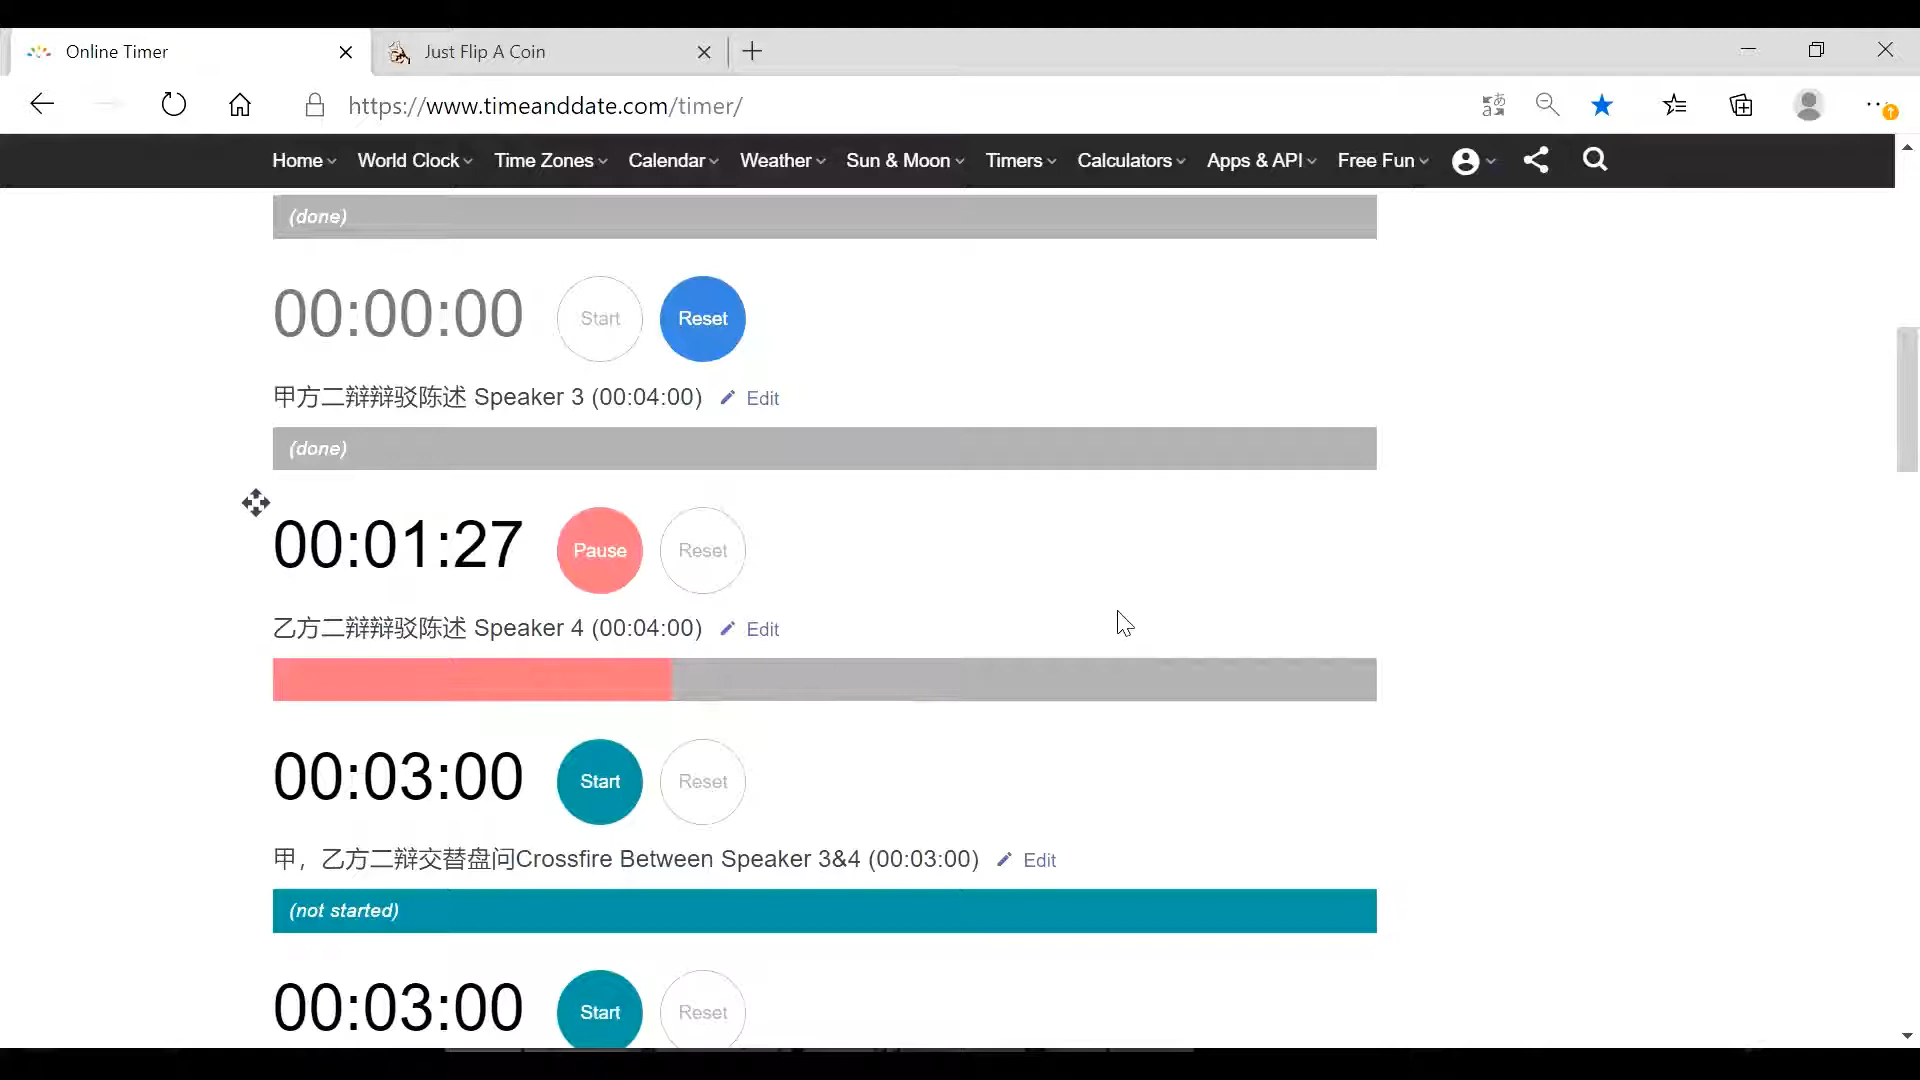 Online Timer
Just Flip A Coin
https://www.timeanddate.com/timer/
Home World Clock Time Zones Calendar Weather Sun & Moon Timers Calculators Apps & API Free Fun
(done)
00:00:00 Start Reset
甲方二辩辩驳陈述 Speaker 3 (00:04:00) Edit
(done)
00:01:27 Pause Reset
乙方二辩辩驳陈述 Speaker 4 (00:04:00) Edit
00:03:00 Start Reset
甲，乙方二辩交替盘问Crossfire Between Speaker 3&4 (00:03:00) Edit
(not started)
00:03:00 Start Reset